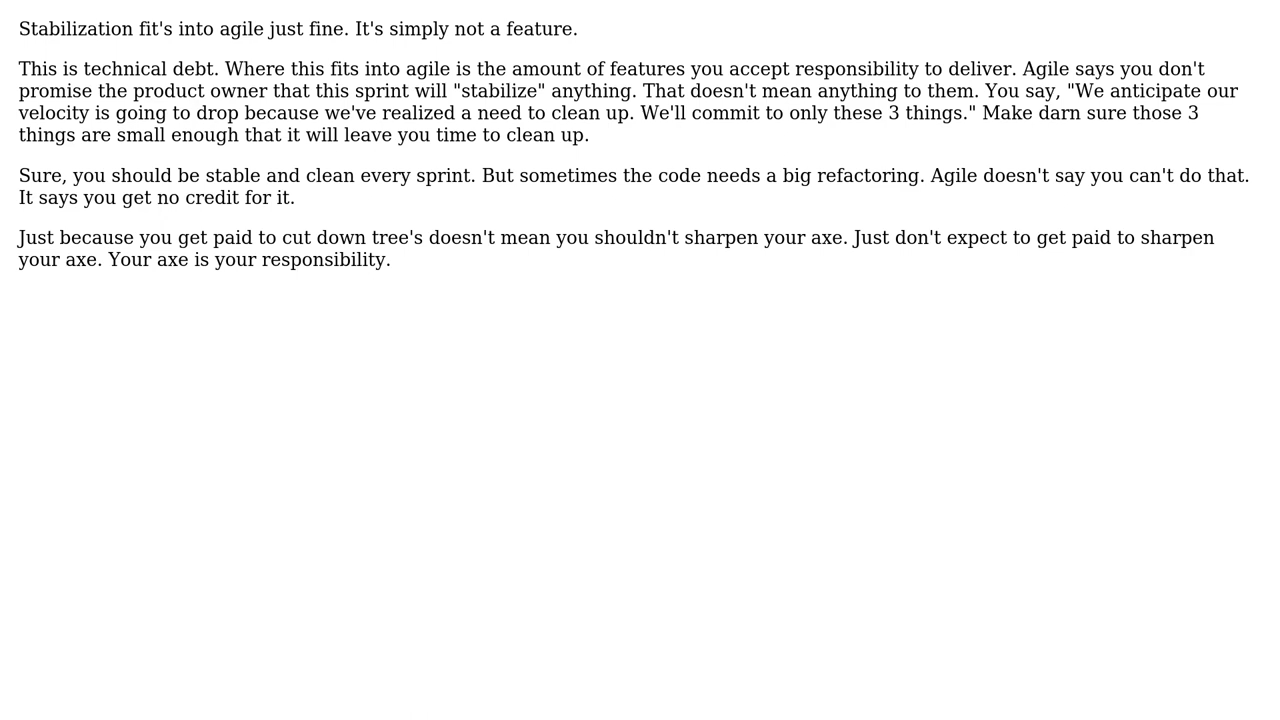 Stabilization fit's into agile just fine. It's simply not a feature.
This is technical debt. Where this fits into agile is the amount of features you accept responsibility to deliver. Agile says you don't
promise the product owner that this sprint will "stabilize" anything. That doesn't mean anything to them. You say, "We anticipate our
velocity is going to drop because we've realized a need to clean up. We'll commit to only these 3 things." Make darn sure those 3
things are small enough that it will leave you time to clean up.
Sure, you should be stable and clean every sprint. But sometimes the code needs a big refactoring. Agile doesn't say you can't do that.
It says you get no credit for it.
Just because you get paid to cut down tree's doesn't mean you shouldn't sharpen your axe. Just don't expect to get paid to sharpen
your axe. Your axe is your responsibility.